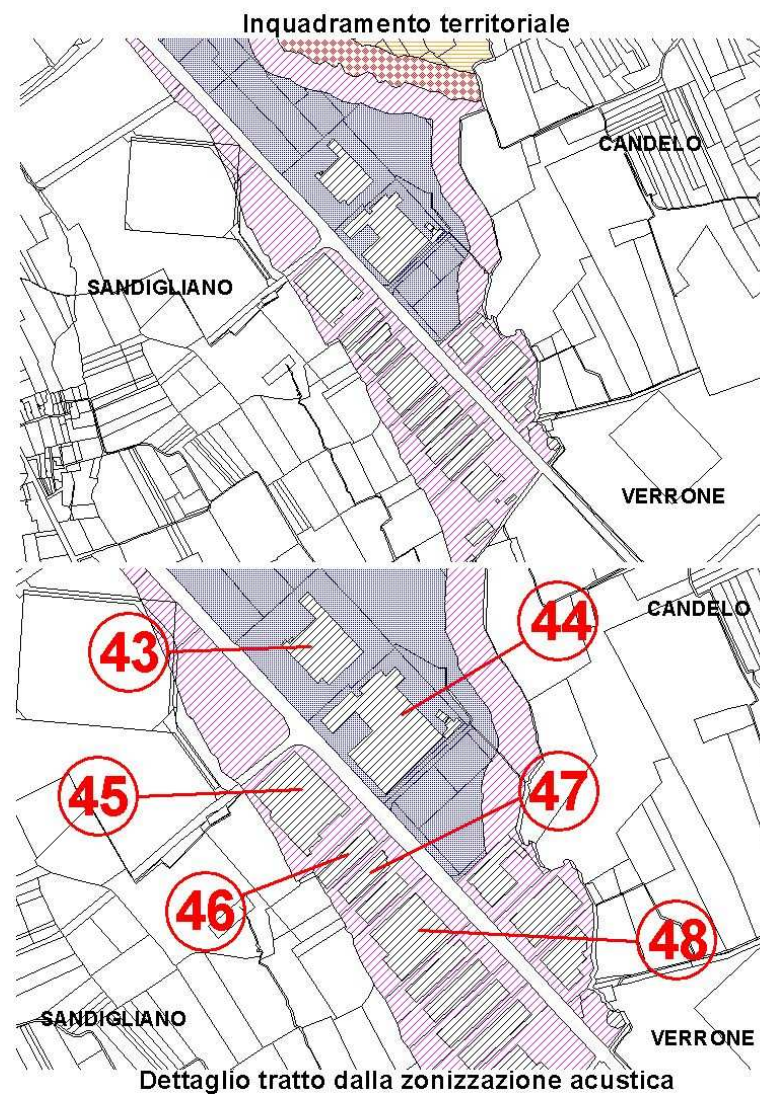 Inquadramento territoriale
CANDELO
SANDIGLIANO
VERRONE
CANDELO
44
43
45
47
46
48
SANDIGLIANO
VERRONE
Dettaglio tratto dalla zonizzazione acustica